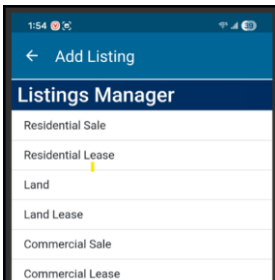 1:54
← Add Listing
Listings Manager
Residential Sale
Residential Lease
Land
Land Lease
Commercial Sale
Commercial Lease